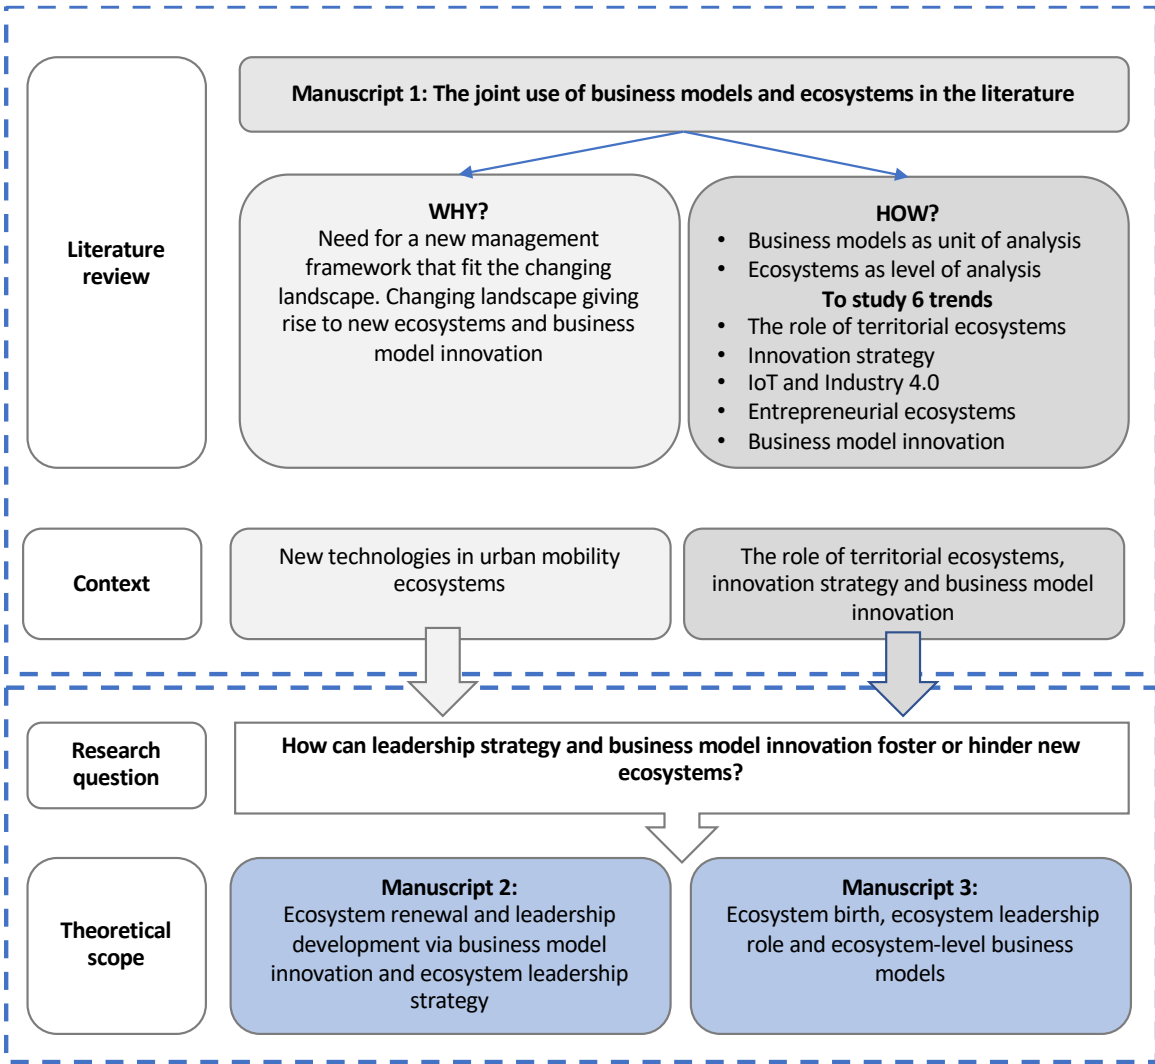 Manuscript 1: The joint use of business models and ecosystems in the literature
Literature
review
WHY?
Need for a new management
framework that fit the changing
landscape. Changing landscape giving
rise to new ecosystems and business
model innovation
HOW?
• Business models as unit of analysis
• Ecosystems as level of analysis
To study 6 trends
• The role of territorial ecosystems
• Innovation strategy
• IoT and Industry 4.0
• Entrepreneurial ecosystems
• Business model innovation
Context
New technologies in urban mobility
ecosystems
The role of territorial ecosystems,
innovation strategy and business model
innovation
Research
question
How can leadership strategy and business model innovation foster or hinder new
ecosystems?
Theoretical
scope
Manuscript 2:
Ecosystem renewal and leadership
development via business model
innovation and ecosystem leadership
strategy
Manuscript 3:
Ecosystem birth, ecosystem leadership
role and ecosystem-level business
models